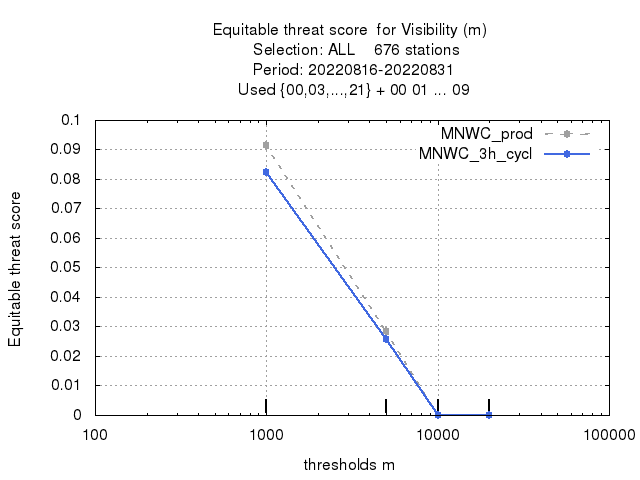 Equitable threat score  for Visibility (m)
Selection: ALL    676 stations
Period: 20220816-20220831
Used {00,03,...,21} + 00 01 ... 09
MNWC_prod
MNWC_3h_cycl
Equitable threat score
0.1
0.09
0.08
0.07
0.06
0.05
0.04
0.03
0.02
0.01
0
100 1000 10000 100000
thresholds m